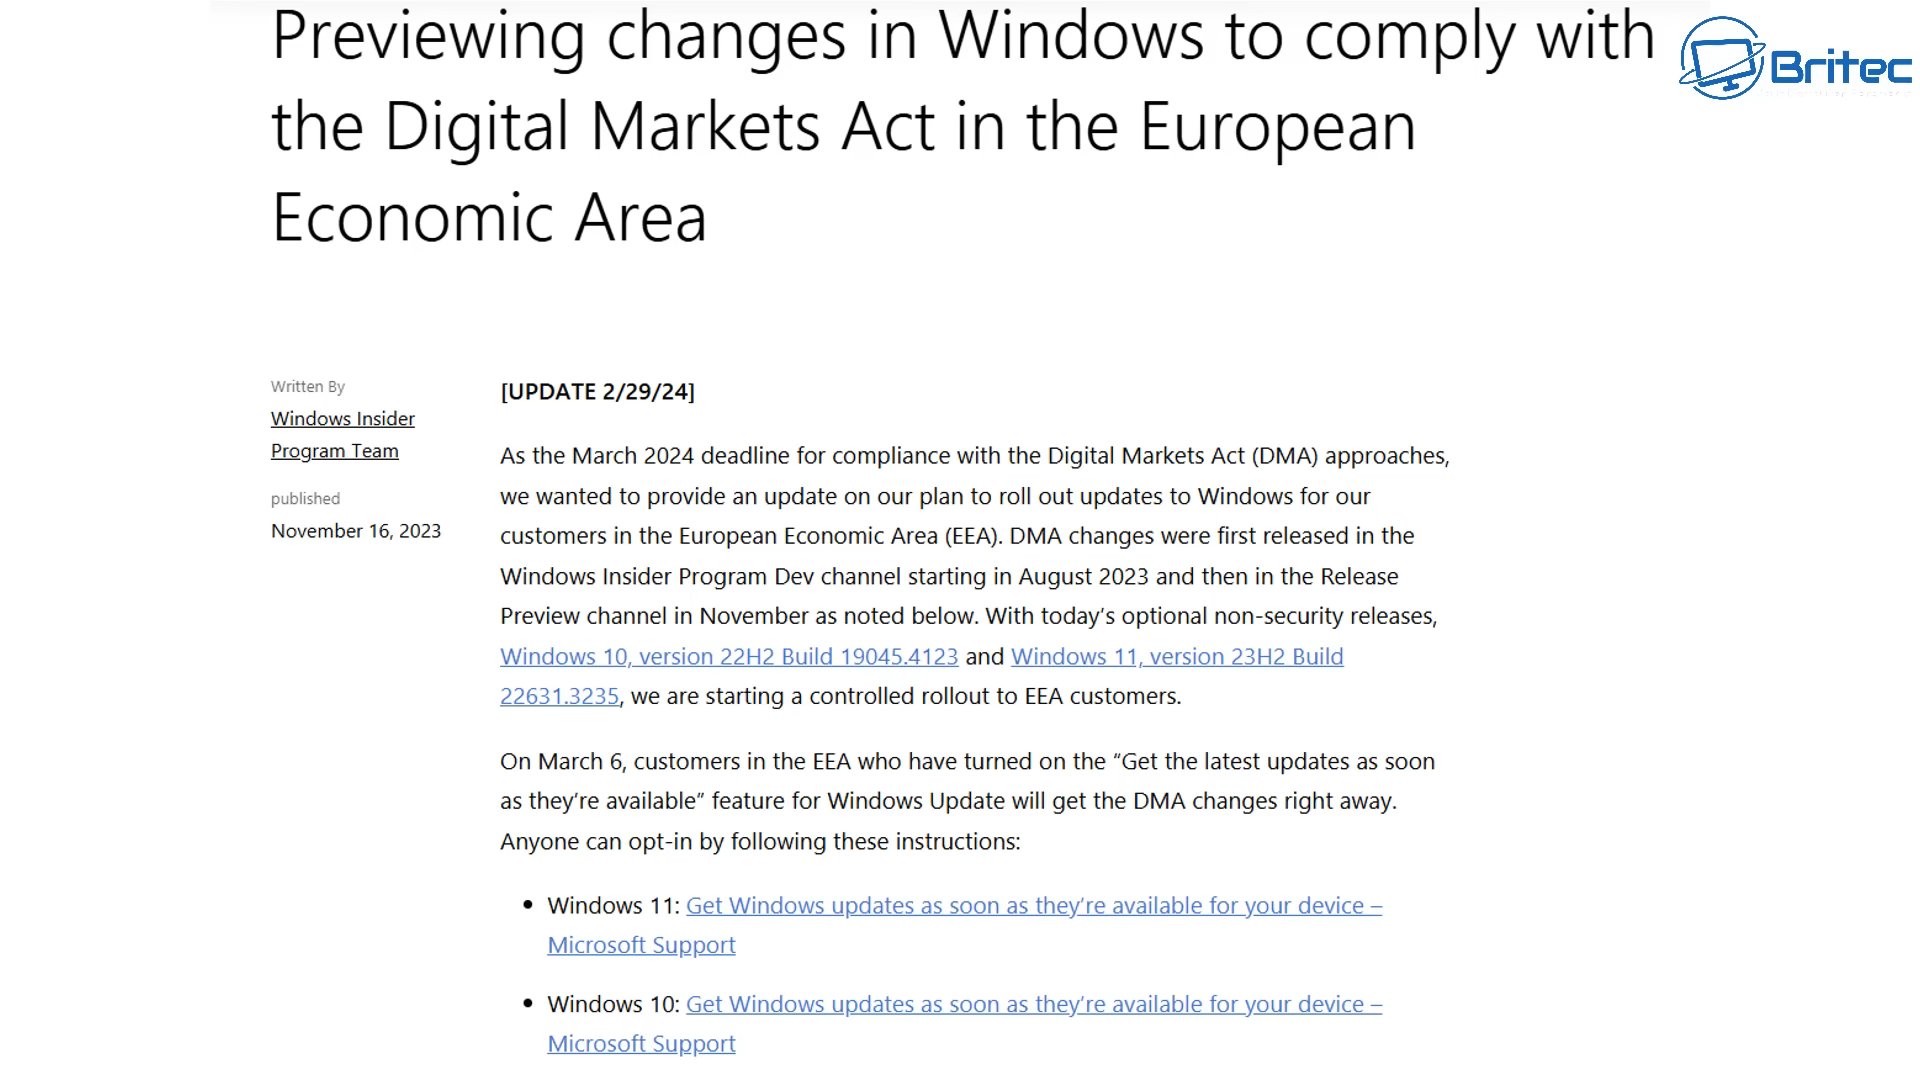 Previewing changes in Windows to comply with
the Digital Markets Act in the European
Economic Area
Britec
Written By
Windows Insider
Program Team
published
November 16, 2023
[UPDATE 2/29/24]
As the March 2024 deadline for compliance with the Digital Markets Act (DMA) approaches,
we wanted to provide an update on our plan to roll out updates to Windows for our
customers in the European Economic Area (EEA). DMA changes were first released in the
Windows Insider Program Dev channel starting in August 2023 and then in the Release
Preview channel in November as noted below. With today’s optional non-security releases,
Windows 10, version 22H2 Build 19045.4123 and Windows 11, version 23H2 Build
22631.3235, we are starting a controlled rollout to EEA customers.
On March 6, customers in the EEA who have turned on the “Get the latest updates as soon
as they’re available” feature for Windows Update will get the DMA changes right away.
Anyone can opt-in by following these instructions:
• Windows 11: Get Windows updates as soon as they’re available for your device –
Microsoft Support
• Windows 10: Get Windows updates as soon as they’re available for your device –
Microsoft Support